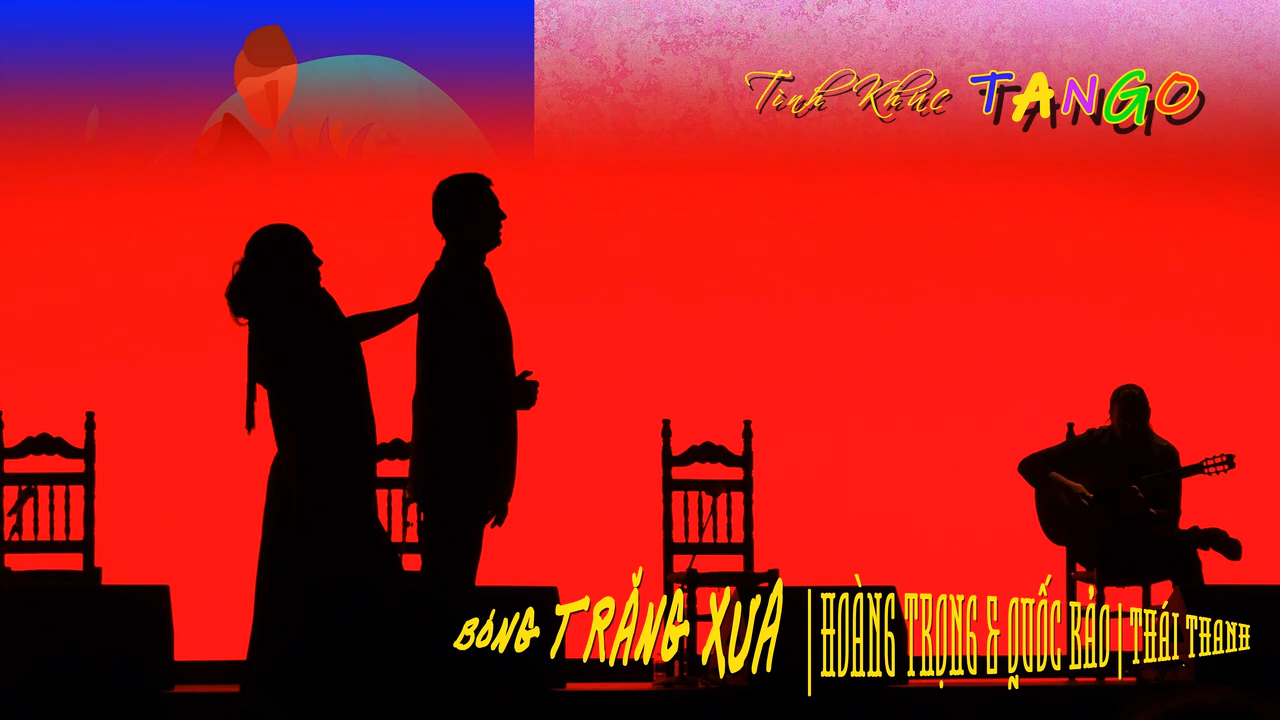 Tình Khúc TANGO
BÓNG TRĂNG XƯA | HOÀNG TRỌNG & QUỐC BẢO | THÁI THANH